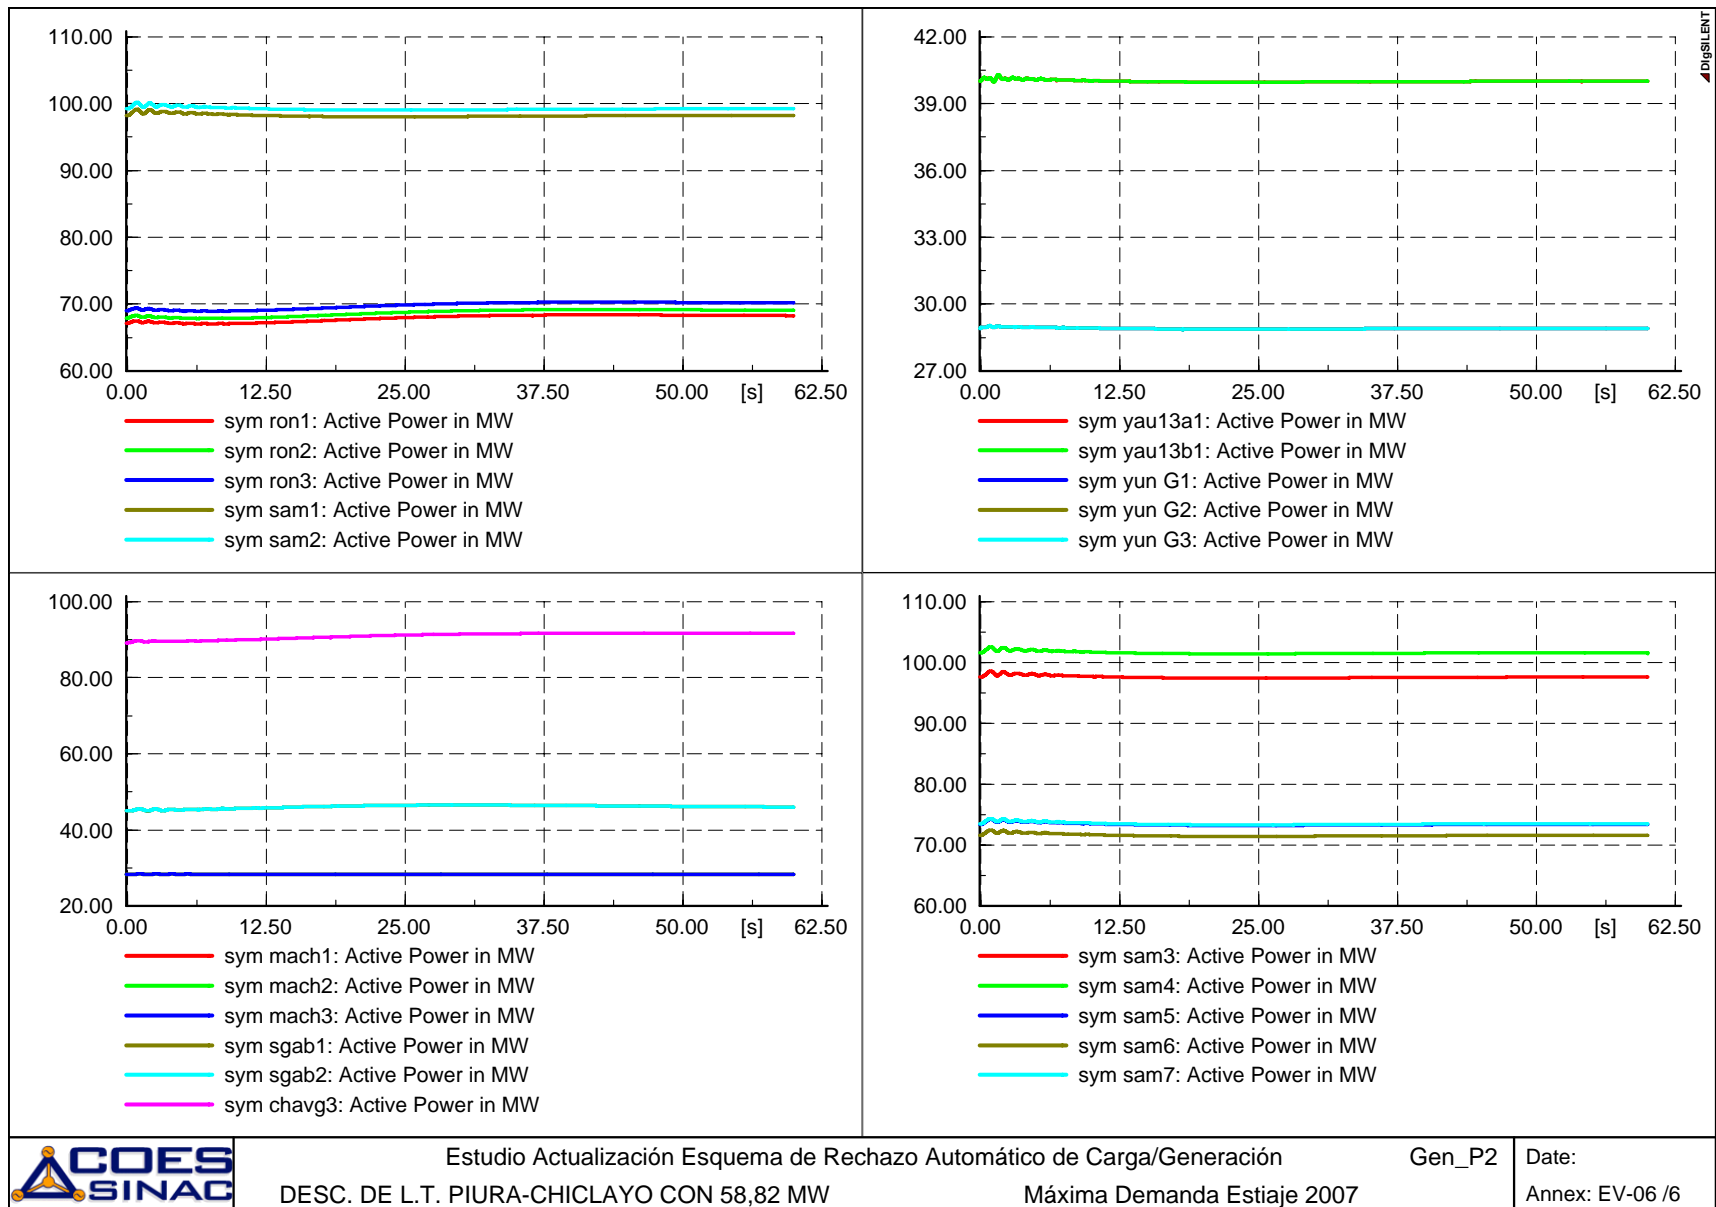 110.00
100.00
90.00
80.00
70.00
60.00
0.00 12.50 25.00 37.50 50.00 [s] 62.50
sym ron1: Active Power in MW
sym ron2: Active Power in MW
sym ron3: Active Power in MW
sym sam1: Active Power in MW
sym sam2: Active Power in MW
42.00
39.00
36.00
33.00
30.00
27.00
0.00 12.50 25.00 37.50 50.00 [s] 62.50
sym yau13a1: Active Power in MW
sym yau13b1: Active Power in MW
sym yun G1: Active Power in MW
sym yun G2: Active Power in MW
sym yun G3: Active Power in MW
DIgSILENT
100.00
80.00
60.00
40.00
20.00
0.00 12.50 25.00 37.50 50.00 [s] 62.50
sym mach1: Active Power in MW
sym mach2: Active Power in MW
sym mach3: Active Power in MW
sym sgab1: Active Power in MW
sym sgab2: Active Power in MW
sym chavg3: Active Power in MW
110.00
100.00
90.00
80.00
70.00
60.00
0.00 12.50 25.00 37.50 50.00 [s] 62.50
sym sam3: Active Power in MW
sym sam4: Active Power in MW
sym sam5: Active Power in MW
sym sam6: Active Power in MW
sym sam7: Active Power in MW
COES
SINAC
Estudio Actualización Esquema de Rechazo Automático de Carga/Generación Gen_P2
DESC. DE L.T. PIURA-CHICLAYO CON 58,82 MW Máxima Demanda Estiaje 2007
Date:
Annex: EV-06 /6